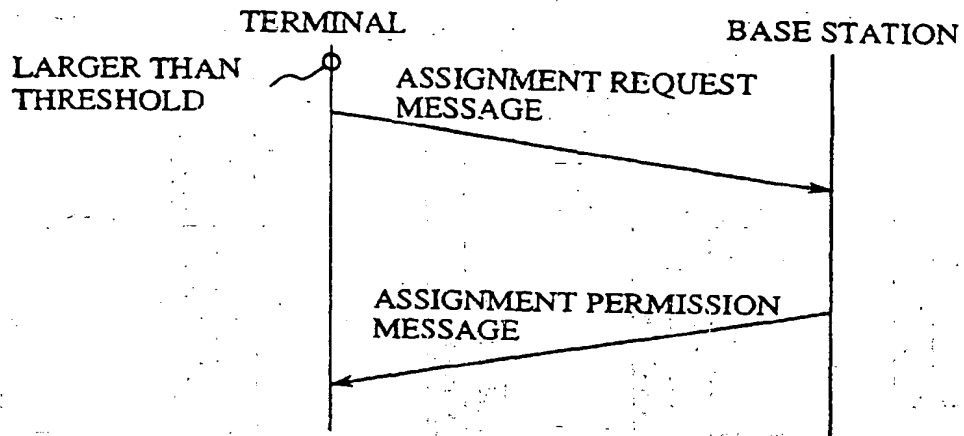 TERMINAL
BASE STATION
LARGER THAN
THRESHOLD
ASSIGNMENT REQUEST
MESSAGE
ASSIGNMENT PERMISSION
MESSAGE